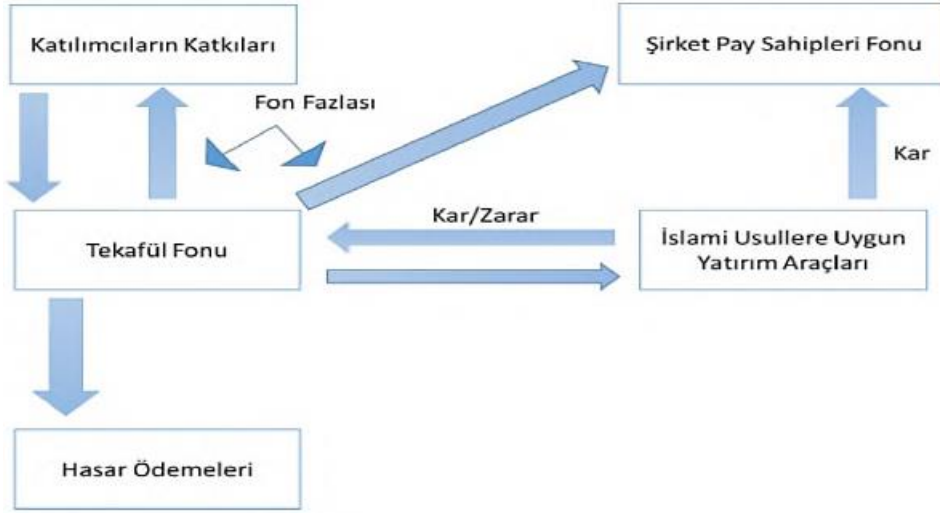 Katılımcıların Katkıları
Şirket Pay Sahipleri Fonu
Fon Fazlası
Kar
Kar/Zarar
Tekafül Fonu
İslami Usullere Uygun
Yatırım Araçları
Hasar Ödemeleri